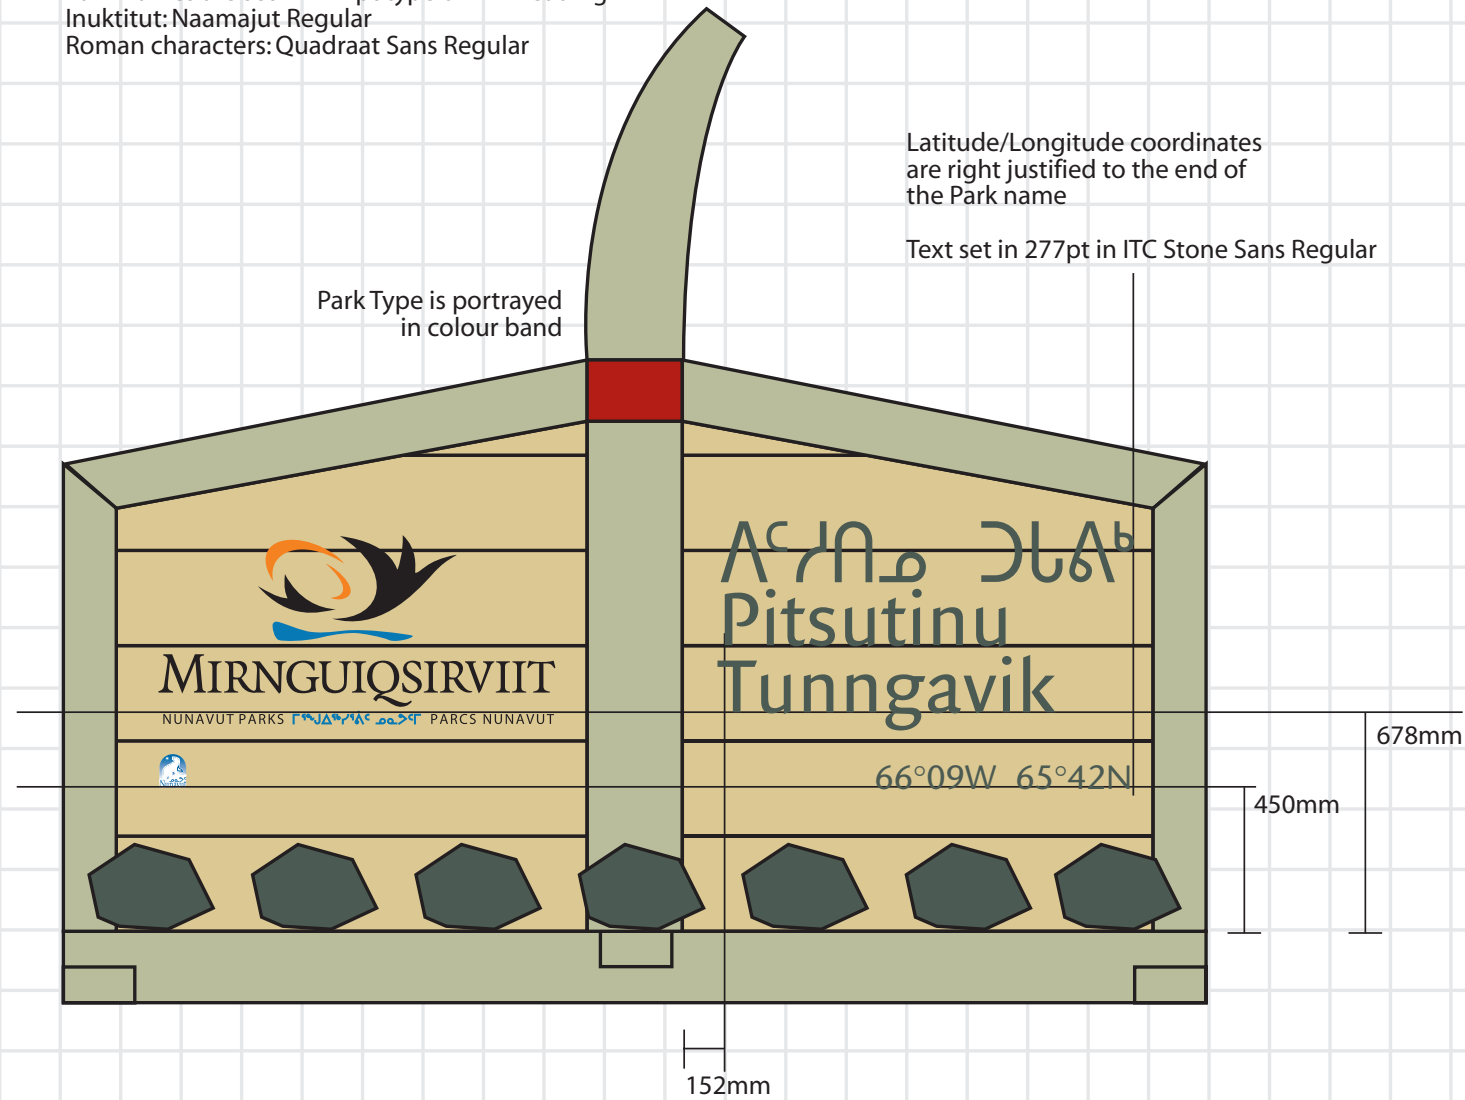 Inuktitut: Naamajut Regular
Roman characters: Quadraat Sans Regular
Latitude/Longitude coordinates
are right justified to the end of
the Park name
Text set in 277pt in ITC Stone Sans Regular
Park Type is portrayed
in colour band
ᐱᑦᓱᑎᓄ ᑐᙵᕕᒃ
Pitsutinu
Tunngavik
MIRNGUIQSIRVIIT
NUNAVUT PARKS ᒥᕐᖑᐃᖅᓯᕐᕖᑦ ᓄᓇᕗᒻᒥ PARCS NUNAVUT
66°09W 65°42N
678mm
450mm
152mm